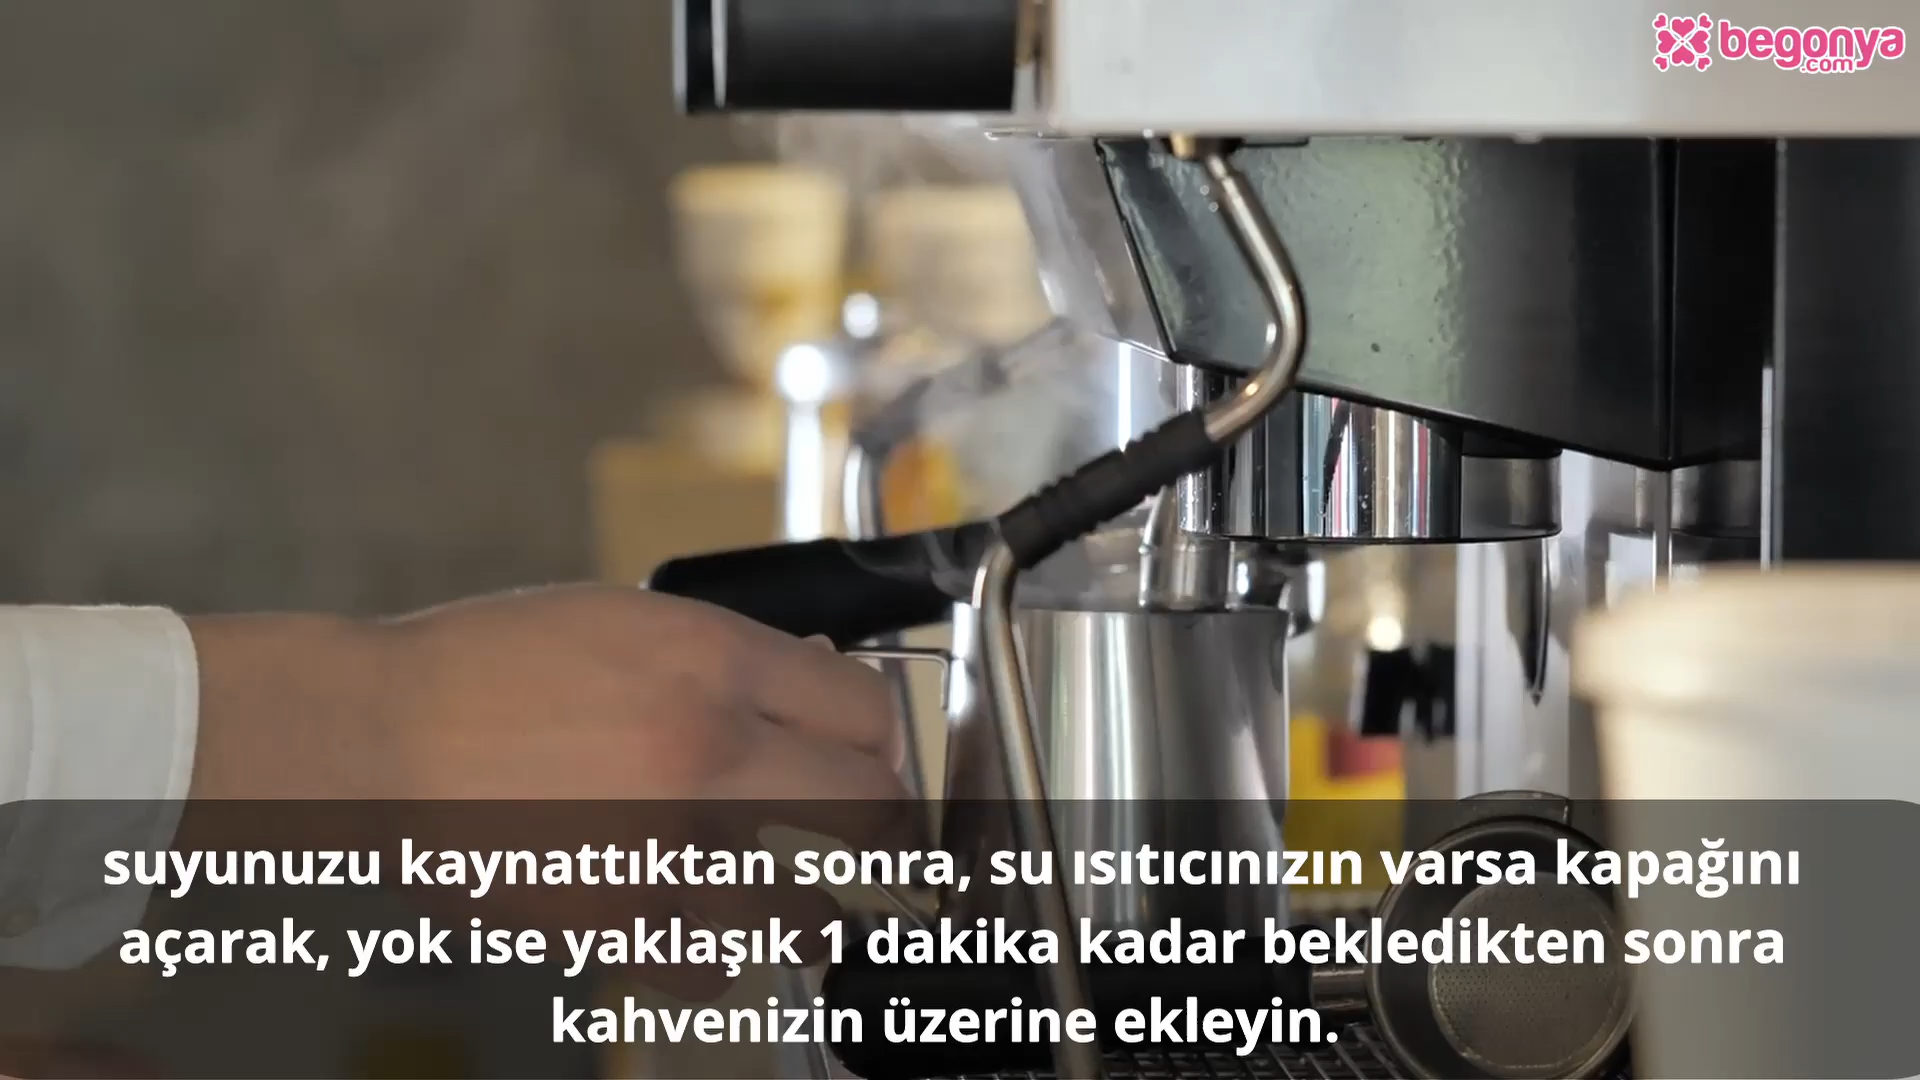 begonya
.com
suyunuzu kaynattıktan sonra, su ısıtıcınızın varsa kapağını
açarak, yok ise yaklaşık 1 dakika kadar bekledikten sonra
kahvenizin üzerine ekleyin.